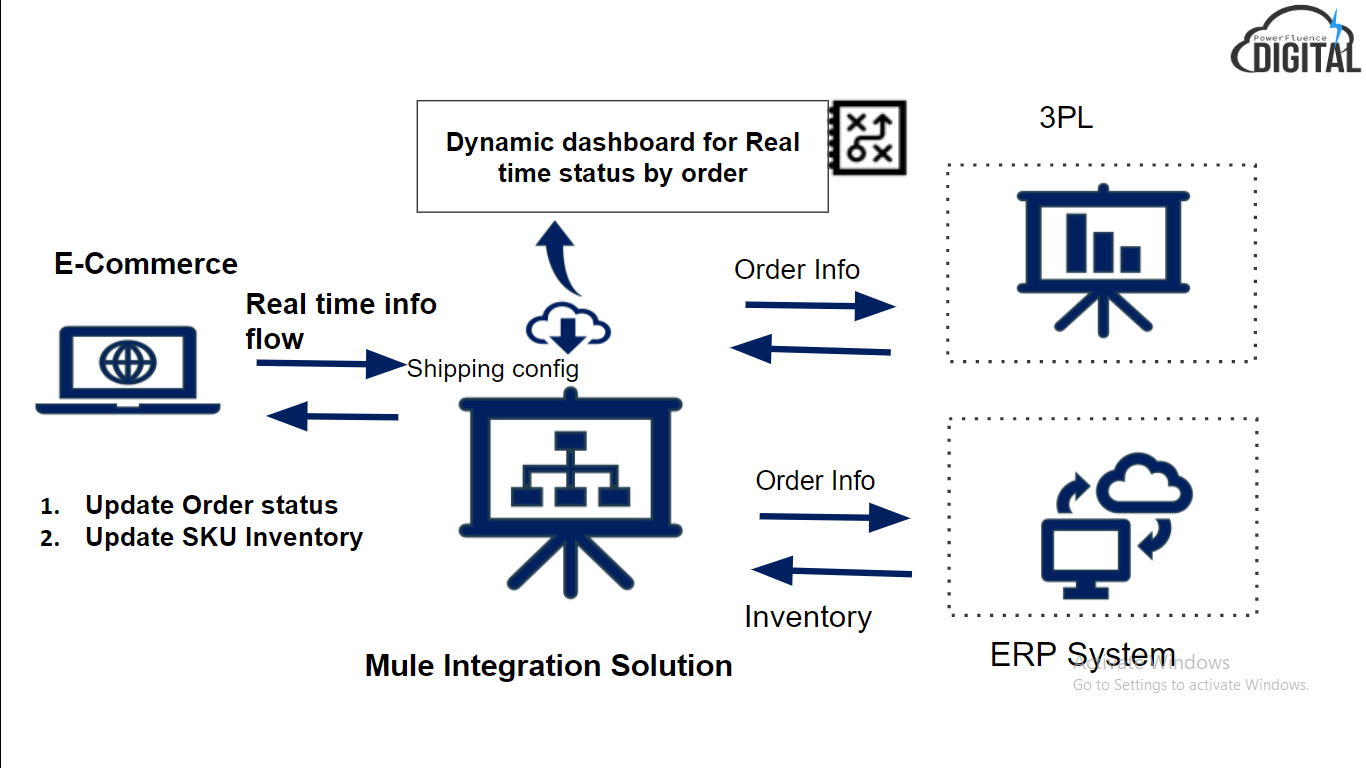 PowerFluence
DIGITAL
Dynamic dashboard for Real
time status by order
3PL
E-Commerce
Real time info
flow
Order Info
Shipping config
1. Update Order status
2. Update SKU Inventory
Order Info
Inventory
Mule Integration Solution
ERP System
Activate Windows
Go to Settings to activate Windows.